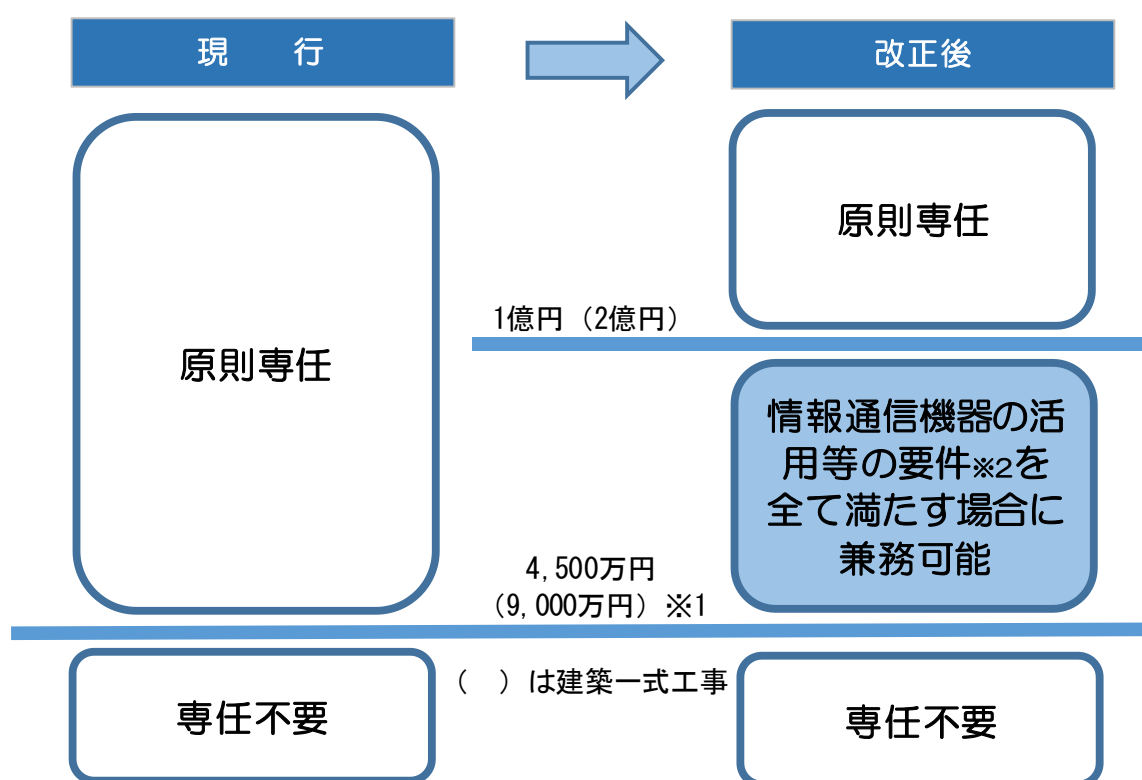 現　行
改正後
原則専任
原則専任
1億円（2億円）
情報通信機器の活
用等の要件※2を
全て満たす場合に
兼務可能
4,500万円
（9,000万円）※1
（　）は建築一式工事
専任不要
専任不要